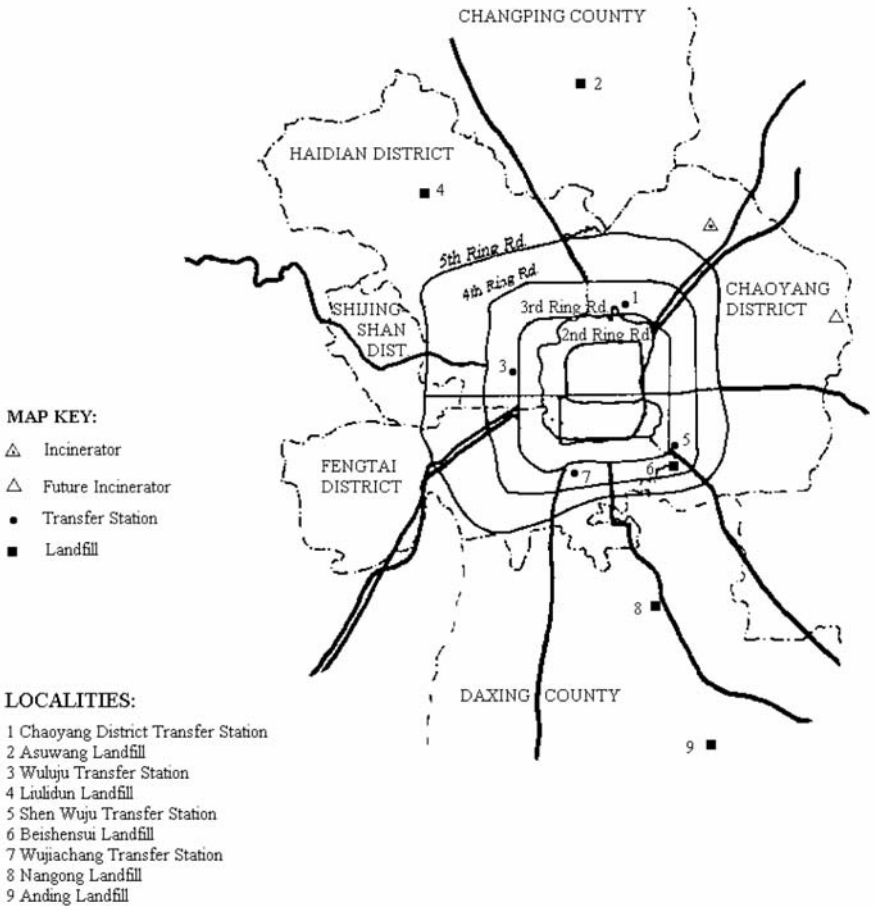 CHANGPING COUNTY
2
HAIDIAN DISTRICT
4
5th Ring Rd.
4th Ring Rd.
CHAOYANG
DISTRICT
3rd Ring Rd.
1
2nd Ring Rd.
SHIJING-
SHAN
DIST.
3
MAP KEY:
Incinerator
Future Incinerator
Transfer Station
Landfill
FENGTAI
DISTRICT
5
6
7
8
DAXING COUNTY
9
LOCALITIES:
1 Chaoyang District Transfer Station
2 Asuwang Landfill
3 Wuluju Transfer Station
4 Liulidun Landfill
5 Shen Wuju Transfer Station
6 Beishensui Landfill
7 Wujiachang Transfer Station
8 Nangong Landfill
9 Anding Landfill